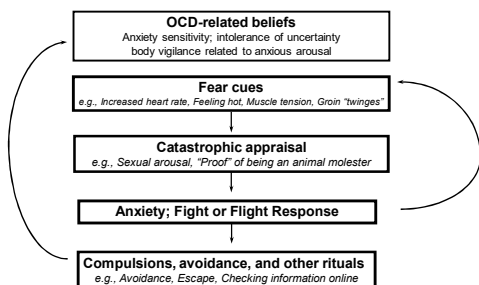 OCD-related beliefs
Anxiety sensitivity; intolerance of uncertainty
body vigilance related to anxious arousal
Fear cues
e.g., Increased heart rate, Feeling hot, Muscle tension, Groin “twinges”
Catastrophic appraisal
e.g., Sexual arousal, “Proof” of being an animal molester
Anxiety; Fight or Flight Response
Compulsions, avoidance, and other rituals
e.g., Avoidance, Escape, Checking information online